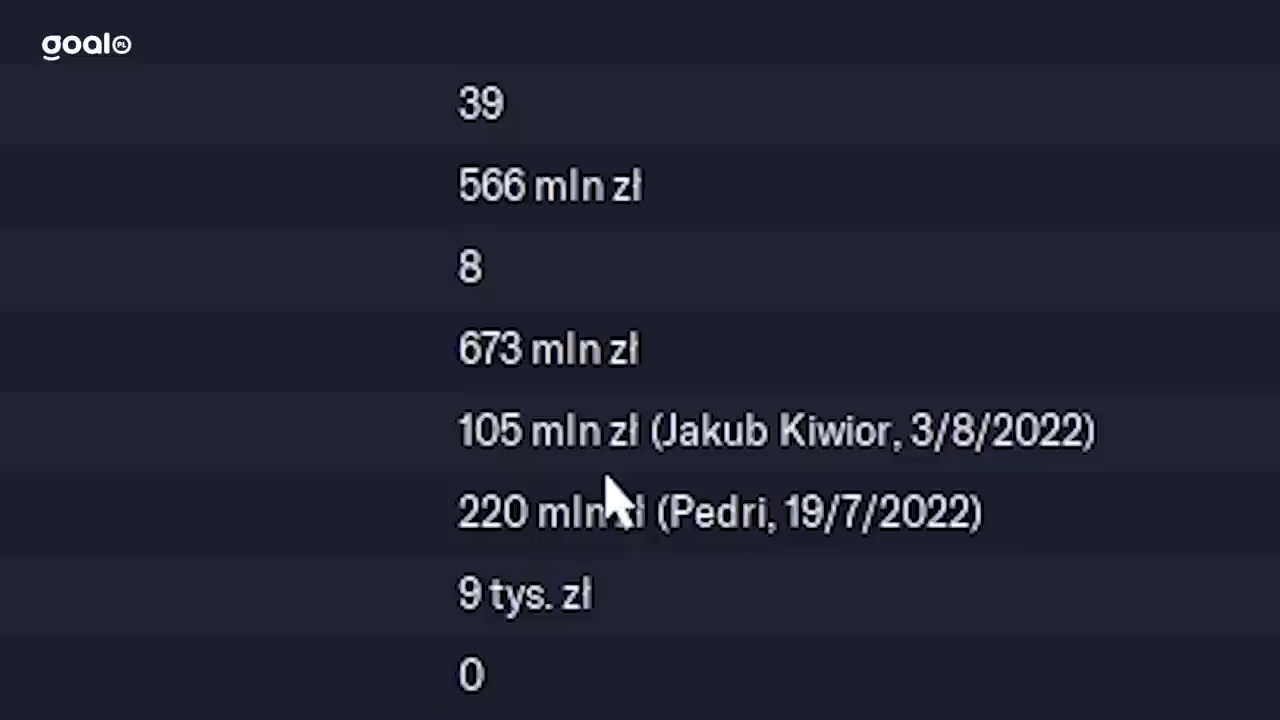 goal PL
39
566 mln zł
8
673 mln zł
105 mln zł (Jakub Kiwior, 3/8/2022)
220 mln zł (Pedri, 19/7/2022)
9 tys. zł
0